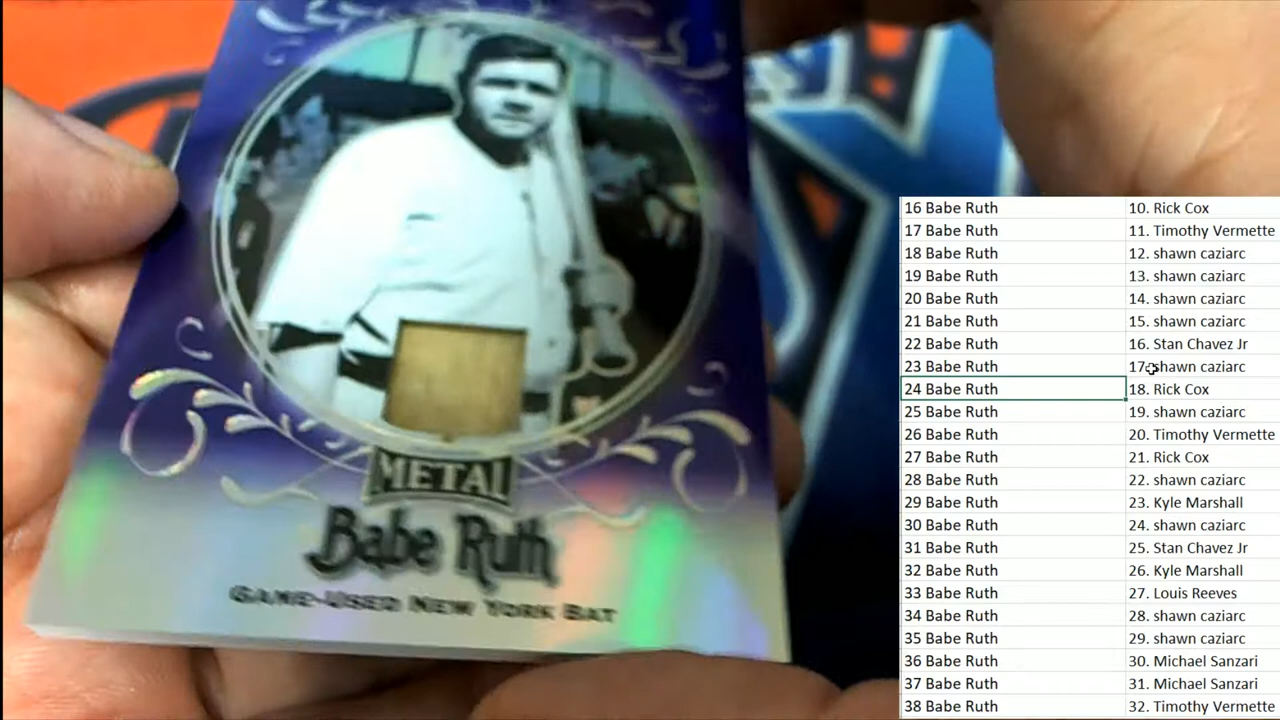 METAL
Babe Ruth
GAME-USED NEW YORK BAT
16 Babe Ruth 10. Rick Cox
17 Babe Ruth 11. Timothy Vermette
18 Babe Ruth 12. shawn caziarc
19 Babe Ruth 13. shawn caziarc
20 Babe Ruth 14. shawn caziarc
21 Babe Ruth 15. shawn caziarc
22 Babe Ruth 16. Stan Chavez Jr
23 Babe Ruth 17. shawn caziarc
24 Babe Ruth 18. Rick Cox
25 Babe Ruth 19. shawn caziarc
26 Babe Ruth 20. Timothy Vermette
27 Babe Ruth 21. Rick Cox
28 Babe Ruth 22. shawn caziarc
29 Babe Ruth 23. Kyle Marshall
30 Babe Ruth 24. shawn caziarc
31 Babe Ruth 25. Stan Chavez Jr
32 Babe Ruth 26. Kyle Marshall
33 Babe Ruth 27. Louis Reeves
34 Babe Ruth 28. shawn caziarc
35 Babe Ruth 29. shawn caziarc
36 Babe Ruth 30. Michael Sanzari
37 Babe Ruth 31. Michael Sanzari
38 Babe Ruth 32. Timothy Vermette